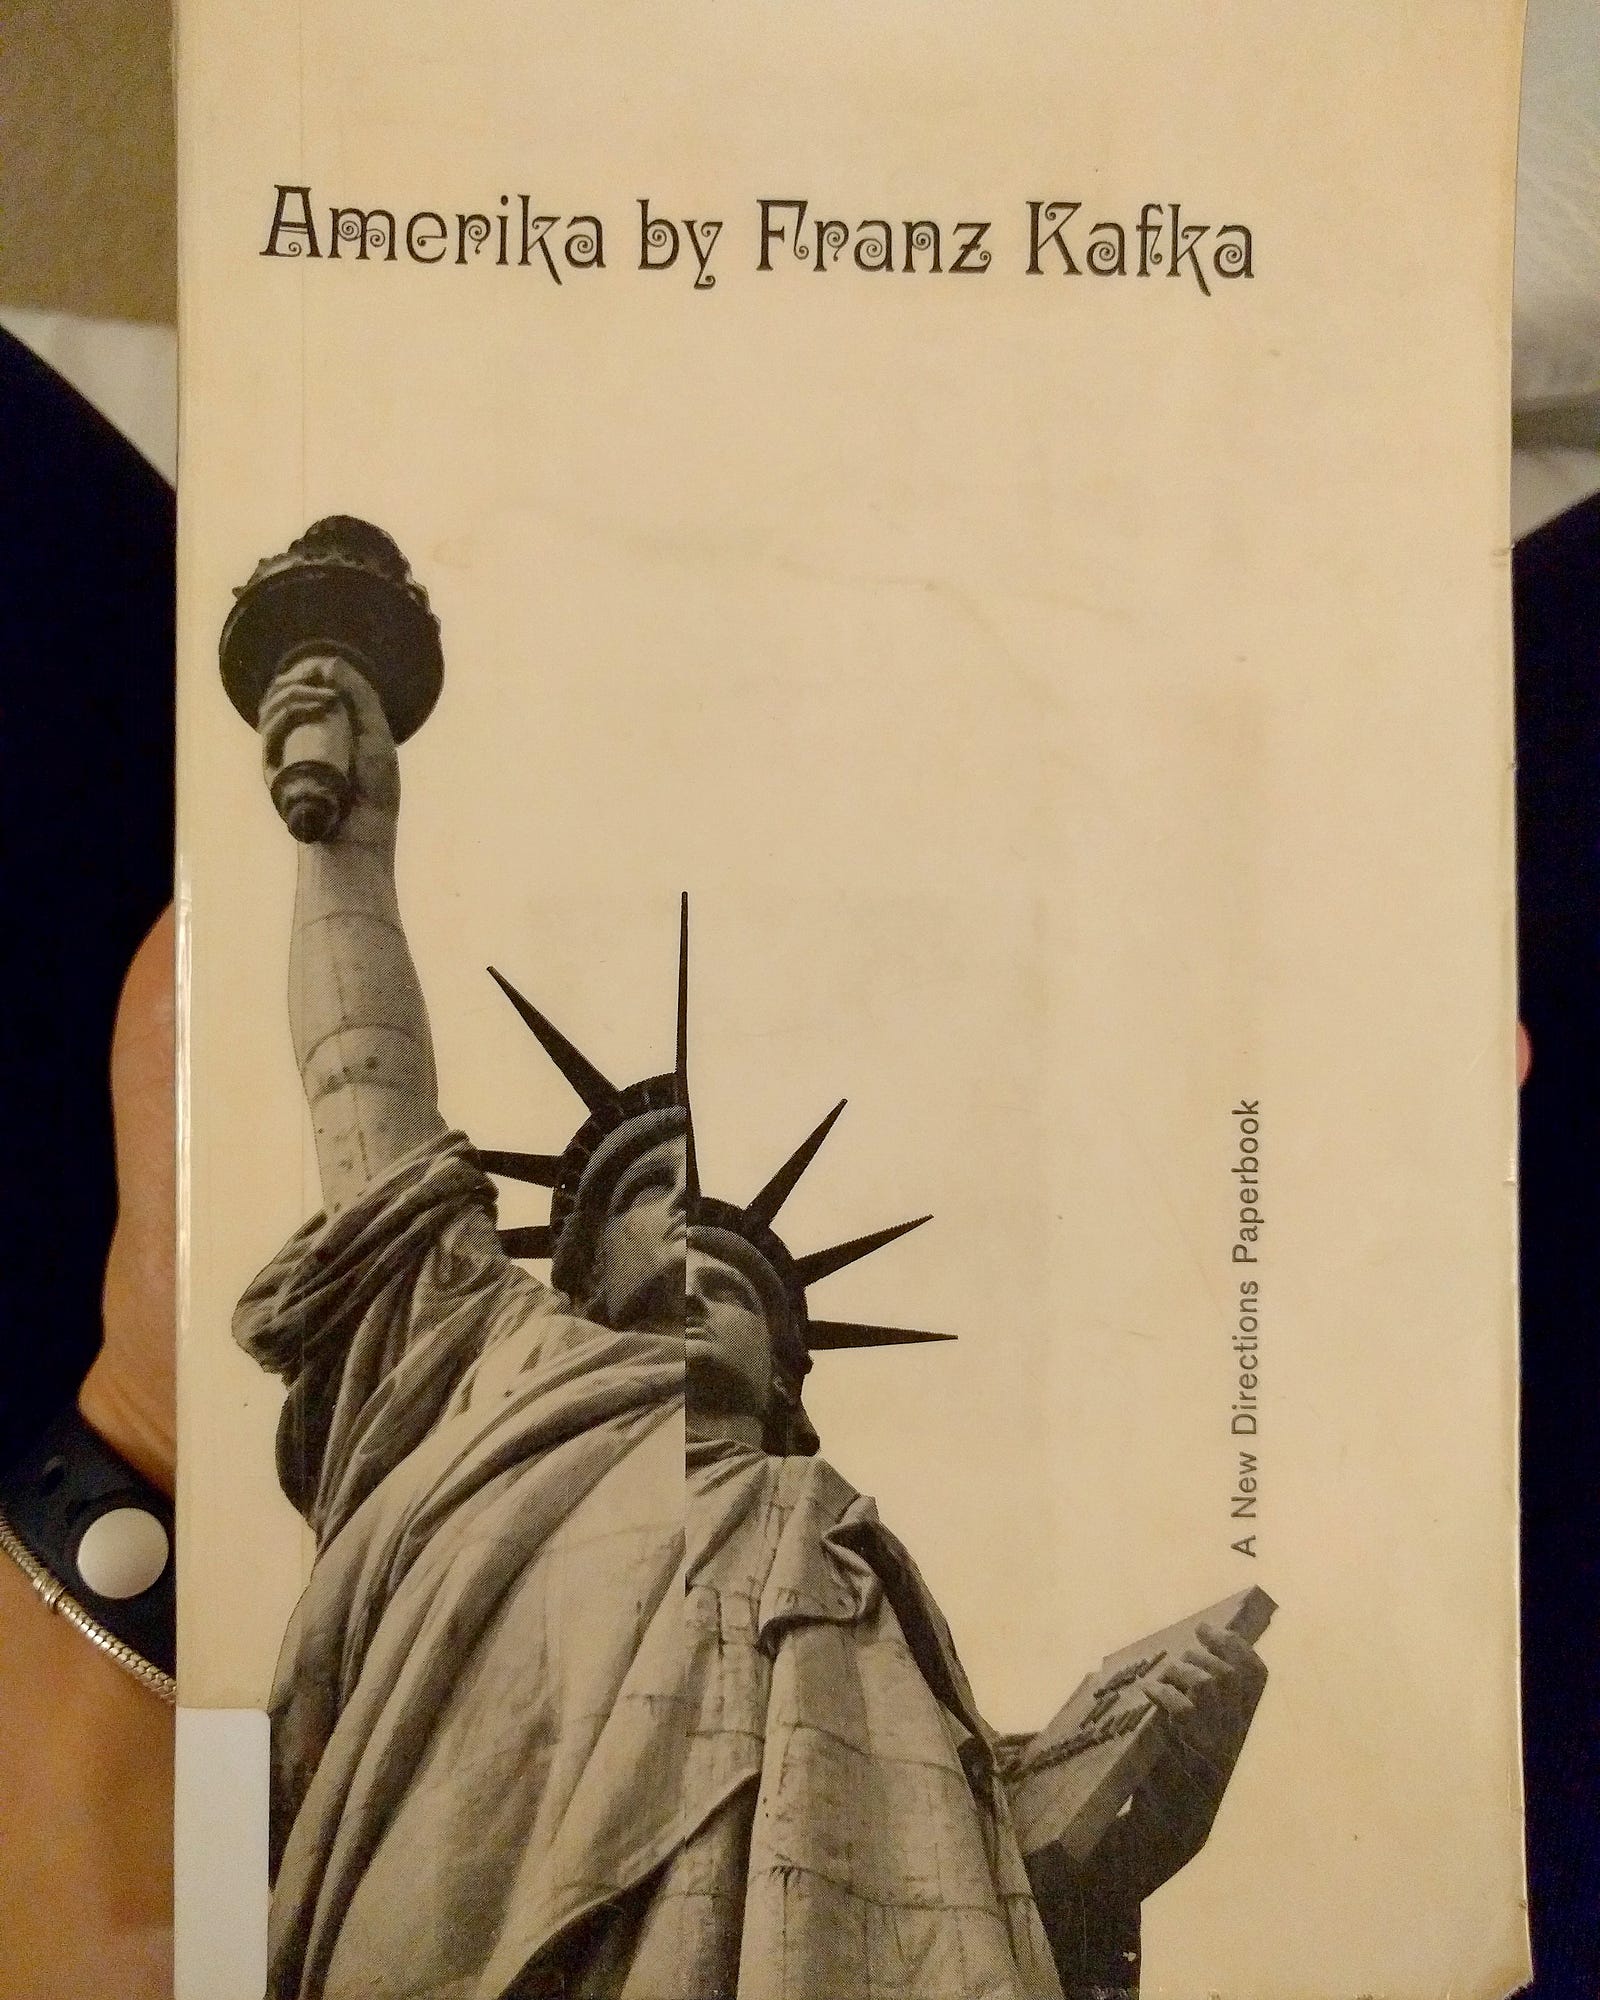 Amerika by Franz Kafka
A New Directions Paperbook